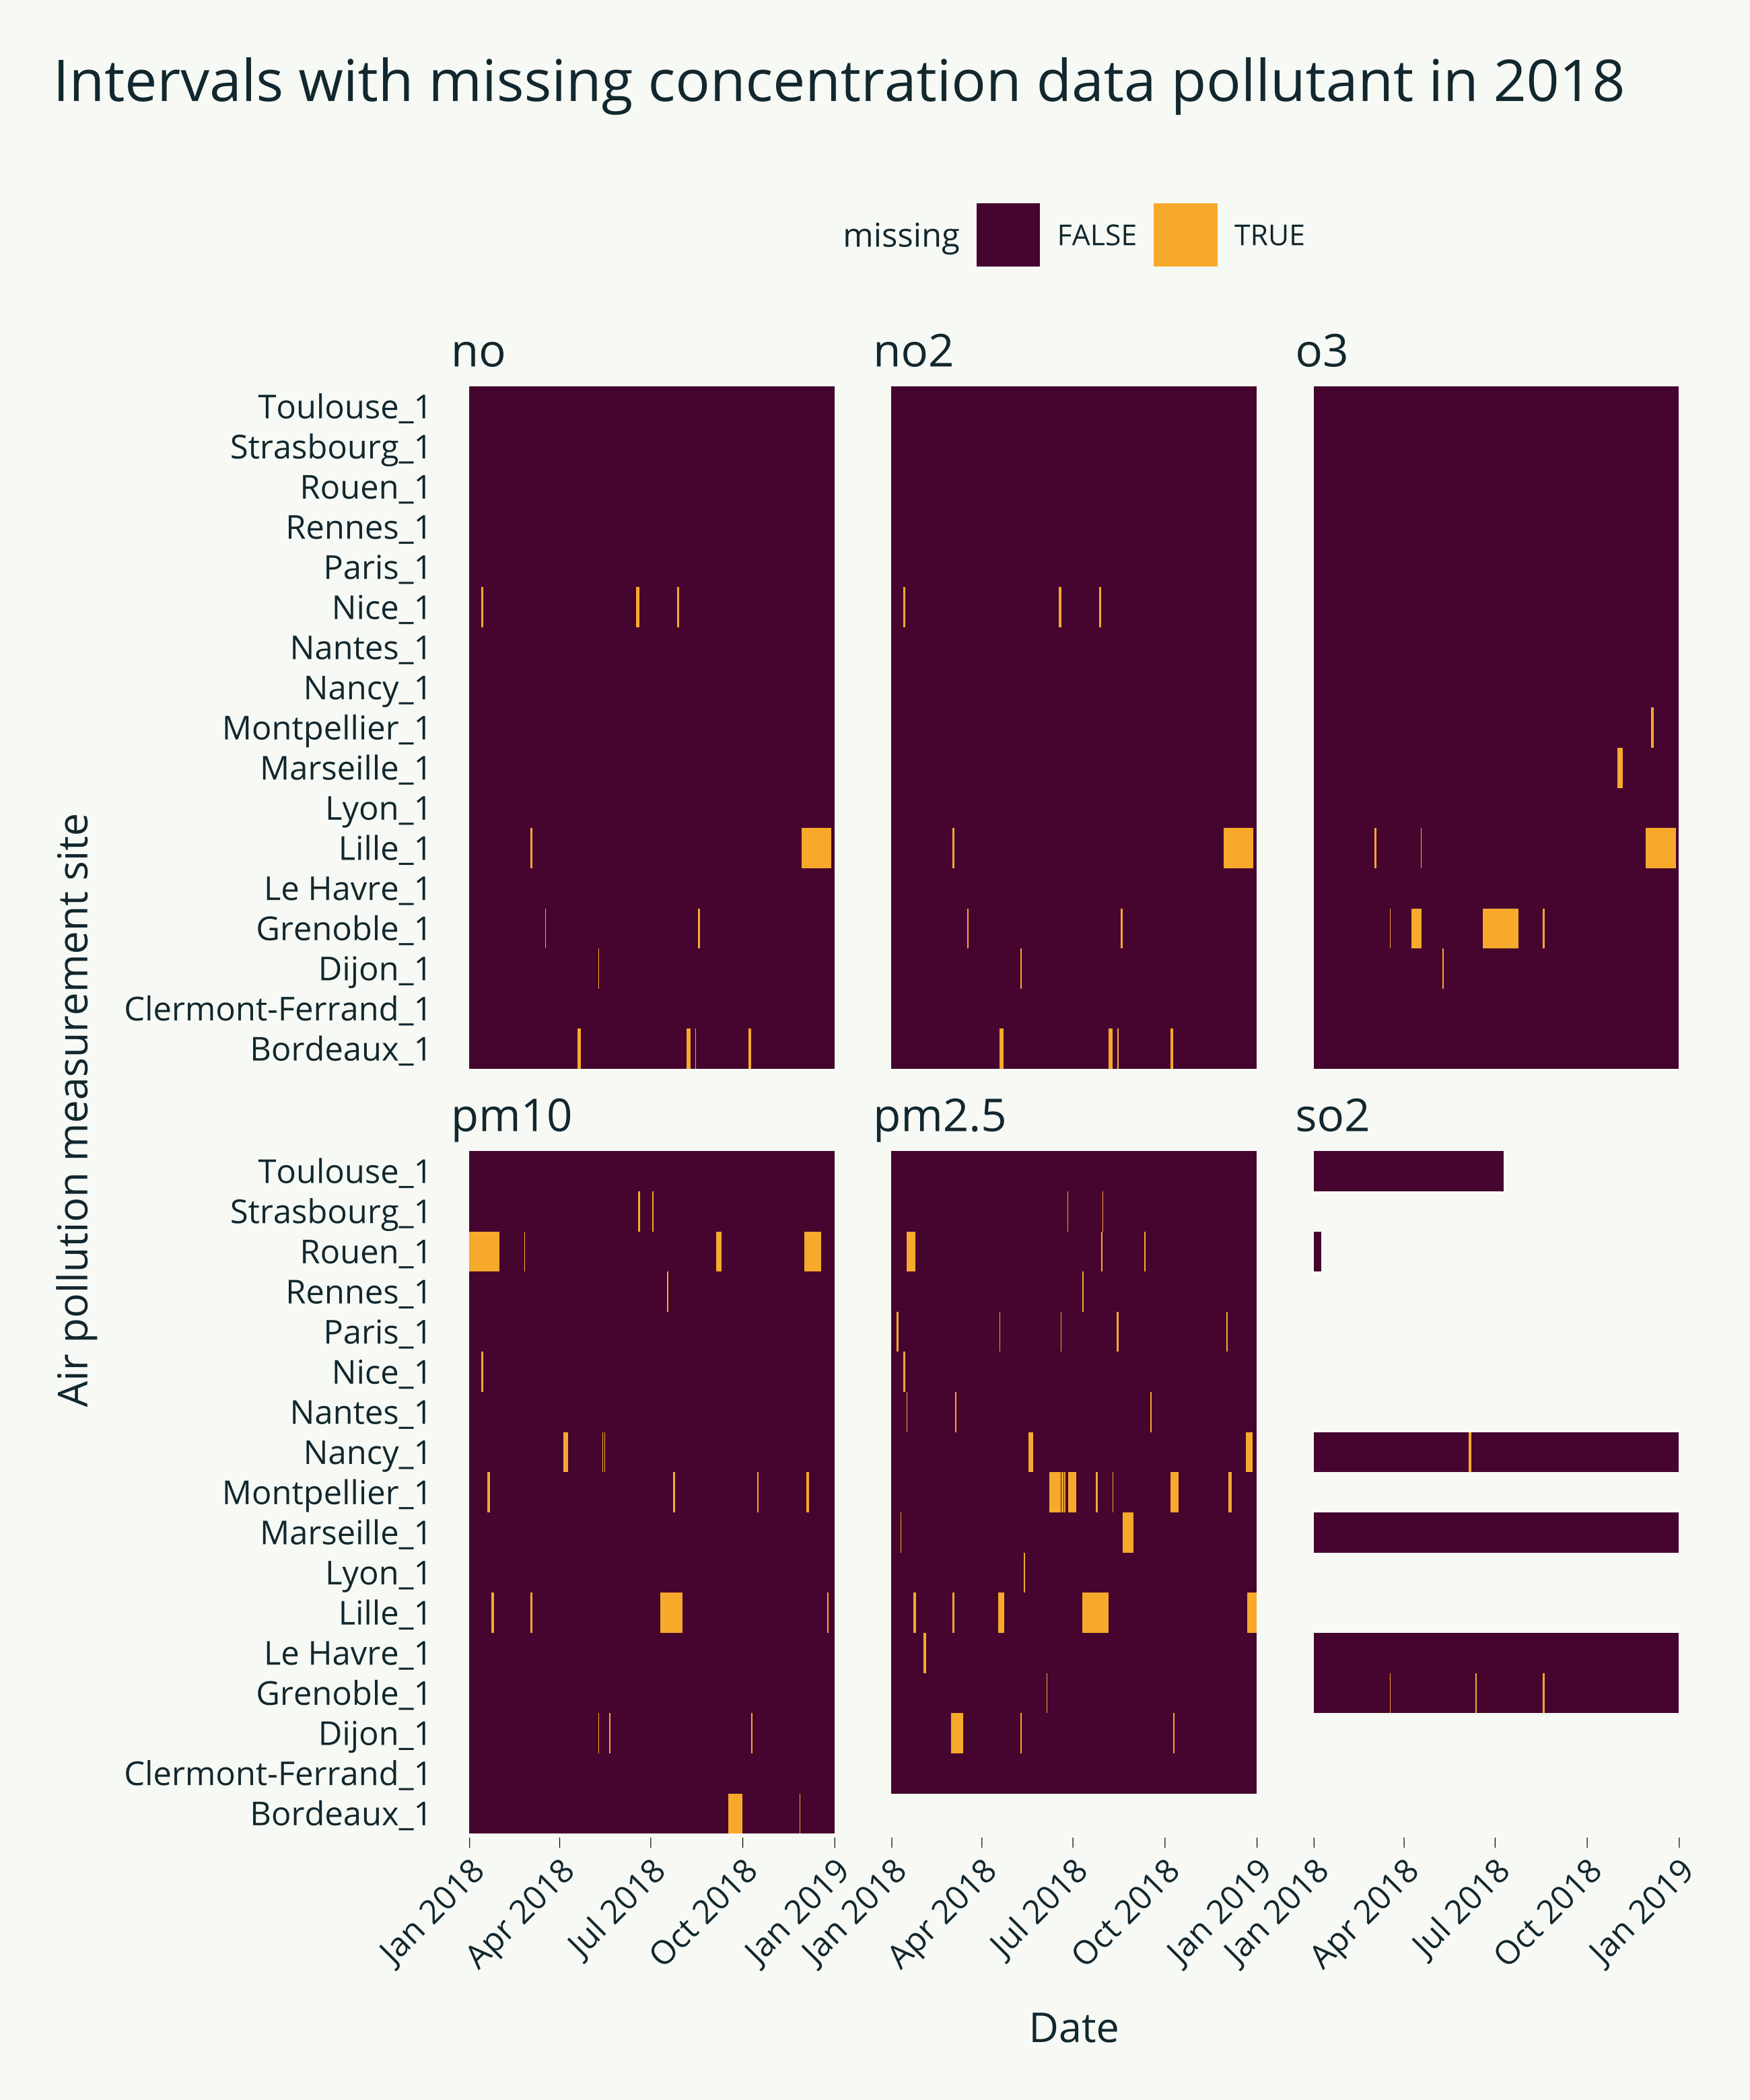 Intervals with missing concentration data pollutant in 2018
missing FALSE TRUE
no no2 o3
Toulouse_1
Strasbourg_1
Rouen_1
Rennes_1
Paris_1
Nice_1
Nantes_1
Nancy_1
Montpellier_1
Marseille_1
Lyon_1
Lille_1
Le Havre_1
Grenoble_1
Dijon_1
Clermont-Ferrand_1
Bordeaux_1
Air pollution measurement site
pm10 pm2.5 so2
Toulouse_1
Strasbourg_1
Rouen_1
Rennes_1
Paris_1
Nice_1
Nantes_1
Nancy_1
Montpellier_1
Marseille_1
Lyon_1
Lille_1
Le Havre_1
Grenoble_1
Dijon_1
Clermont-Ferrand_1
Bordeaux_1
Jan 2018 Apr 2018 Jul 2018 Oct 2018 Jan 2019 Jan 2018 Apr 2018 Jul 2018 Oct 2018 Jan 2019 Jan 2018 Apr 2018 Jul 2018 Oct 2018 Jan 2019
Date